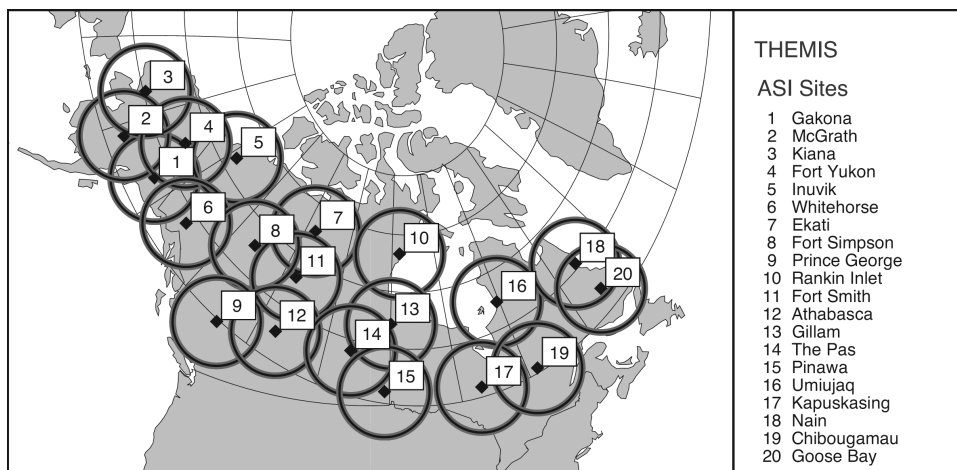 THEMIS
ASI Sites
1 Gakona
2 McGrath
3 Kiana
4 Fort Yukon
5 Inuvik
6 Whitehorse
7 Ekati
8 Fort Simpson
9 Prince George
10 Rankin Inlet
11 Fort Smith
12 Athabasca
13 Gillam
14 The Pas
15 Pinawa
16 Umiujaq
17 Kapuskasing
18 Nain
19 Chibougamau
20 Goose Bay
3
2
4
5
1
6
7
8
10
11
18
20
16
9
12
13
14
19
17
15